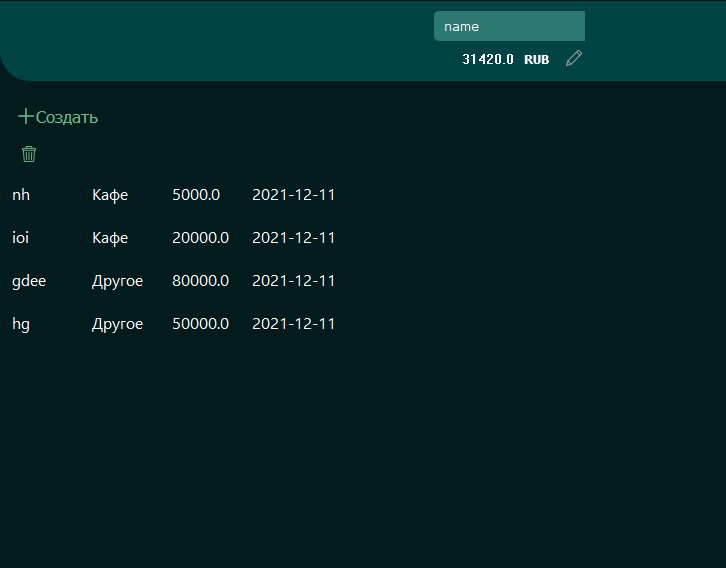 name
31420.0 RUB
Создать
nh Кафе 5000.0 2021-12-11
ioi Кафе 20000.0 2021-12-11
gdee Другое 80000.0 2021-12-11
hg Другое 50000.0 2021-12-11